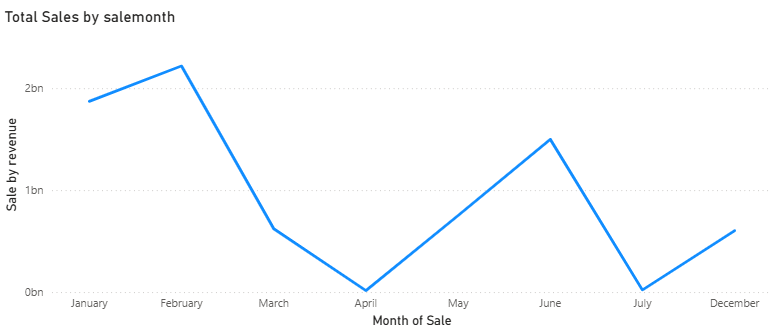 Total Sales by salemonth
2bn
1bn
0bn
Sale by revenue
January February March April May June July December
Month of Sale